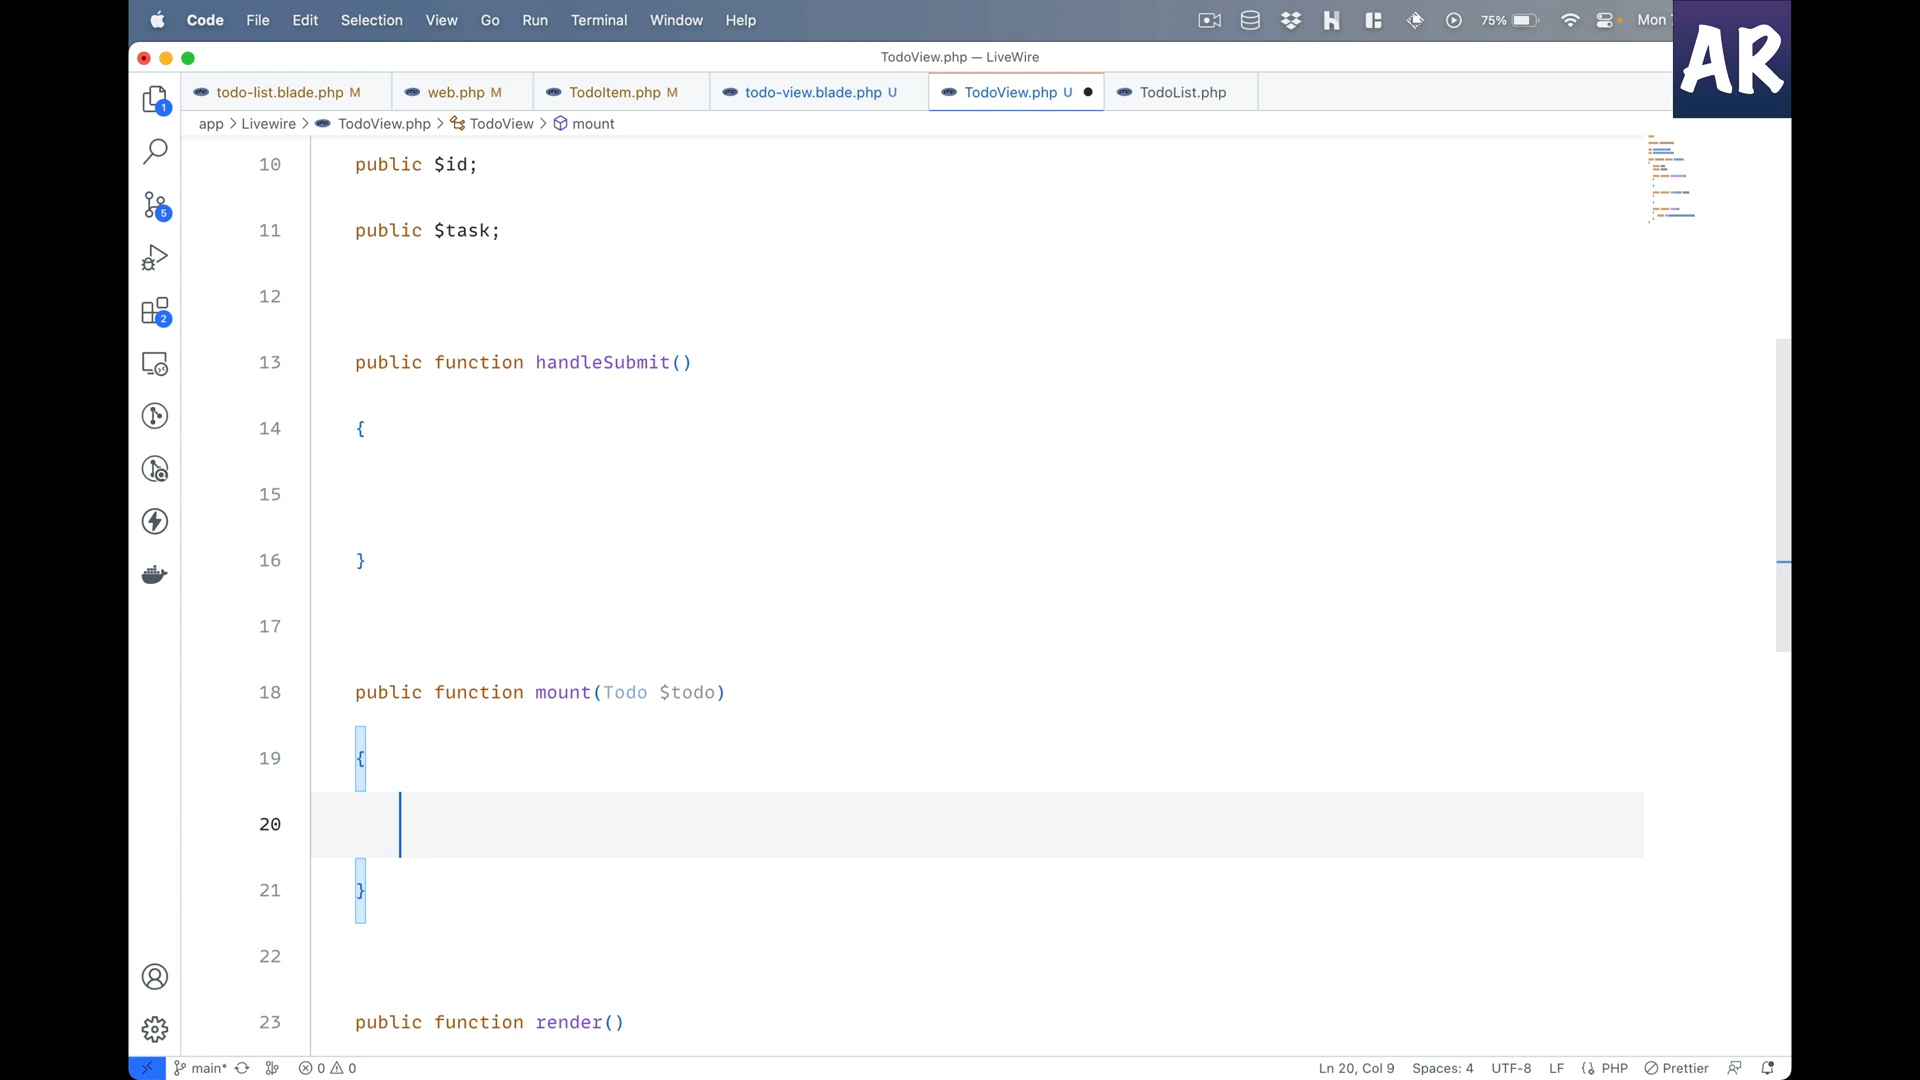 Code File Edit Selection View Go Run Terminal Window Help 75% Mon
AR
TodoView.php — LiveWire
todo-list.blade.php M web.php M TodoItem.php M todo-view.blade.php U TodoView.php U TodoList.php
app > Livewire > TodoView.php > TodoView > mount
1
5
2
10 public $id;
11 public $task;
12
13 public function handleSubmit()
14 {
15
16 }
17
18 public function mount(Todo $todo)
19 {
20
21 }
22
23 public function render()
main* 0 0 Ln 20, Col 9 Spaces: 4 UTF-8 LF PHP Prettier